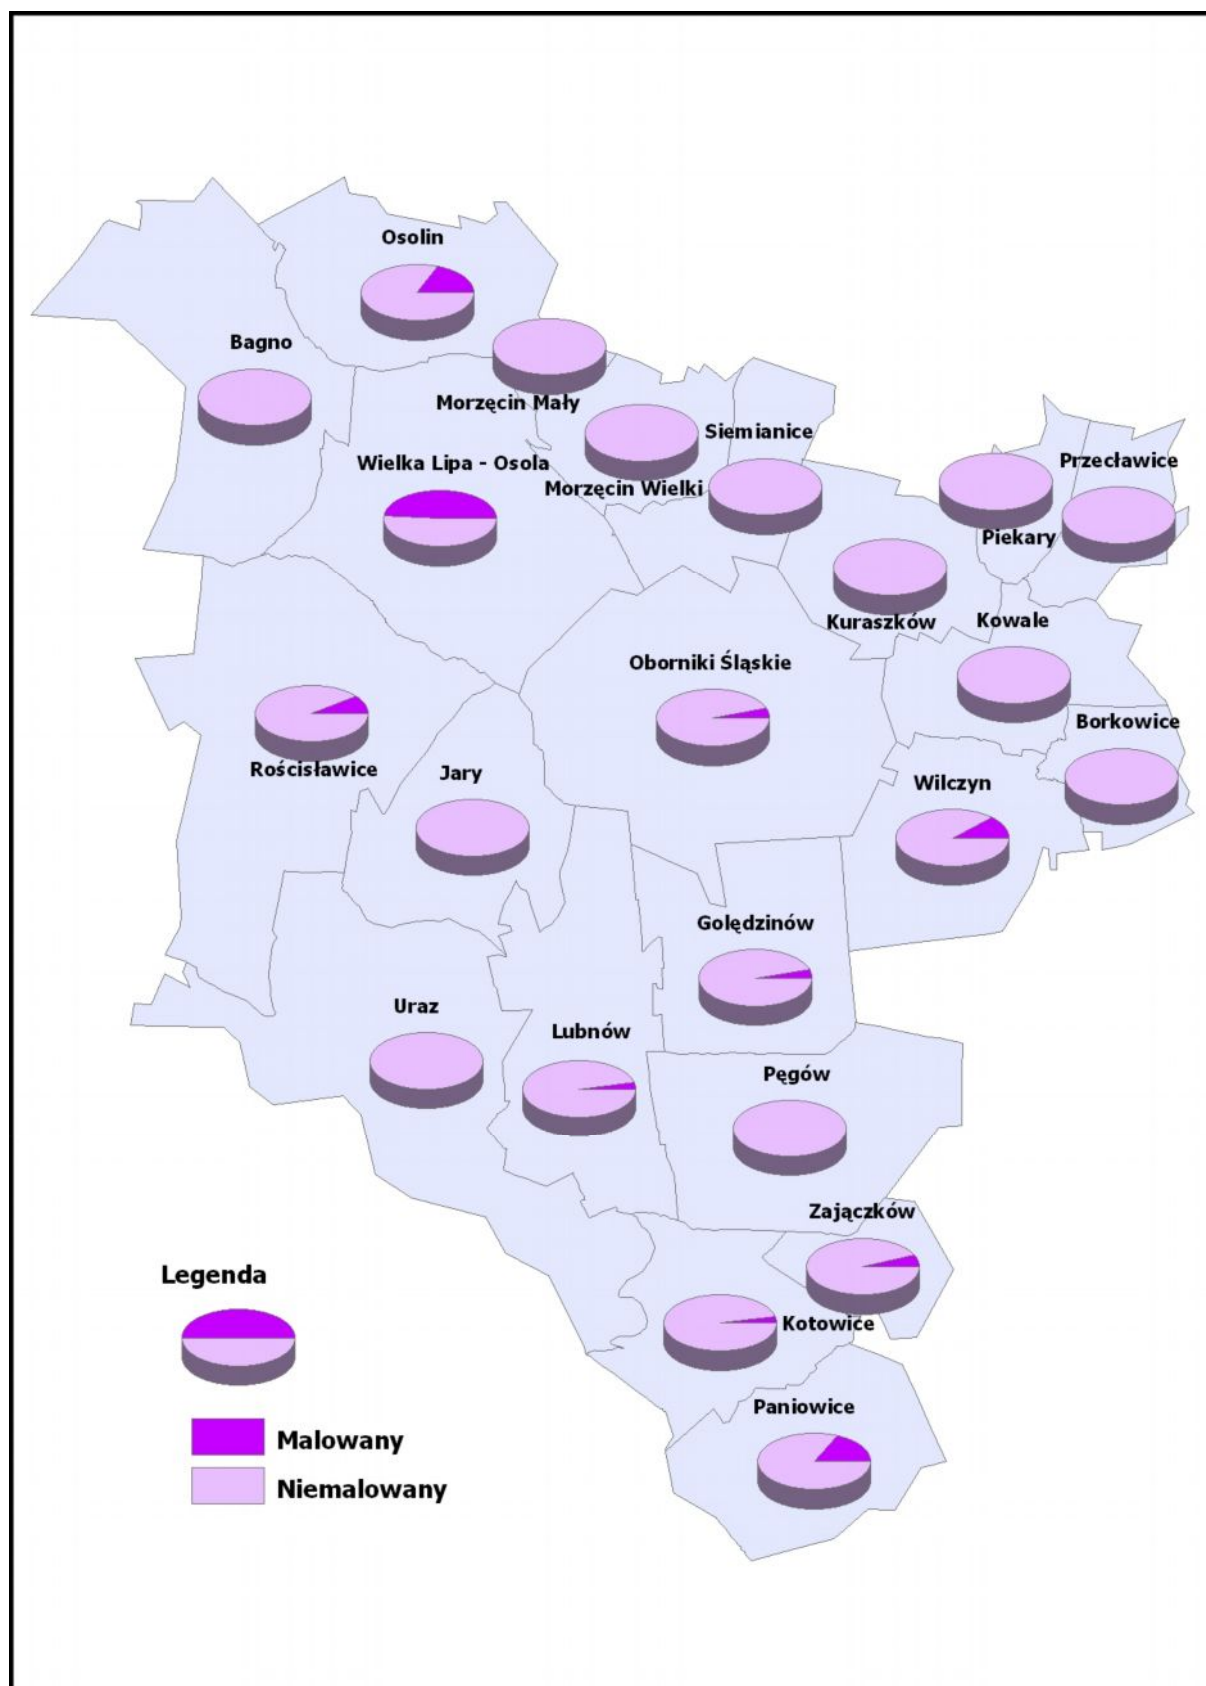 Osolin
Bagno
Morzęcin Mały
Siemianice
Wielka Lipa - Osola
Przecławice
Morzęcin Wielki
Piekary
Kuraszków
Kowale
Oborniki Śląskie
Borkowice
Rościsławice
Jary
Wilczyn
Golędzinów
Uraz
Lubnów
Pęgów
Zajączków
Legenda
Kotowice
Paniowice
Malowany
Niemalowany